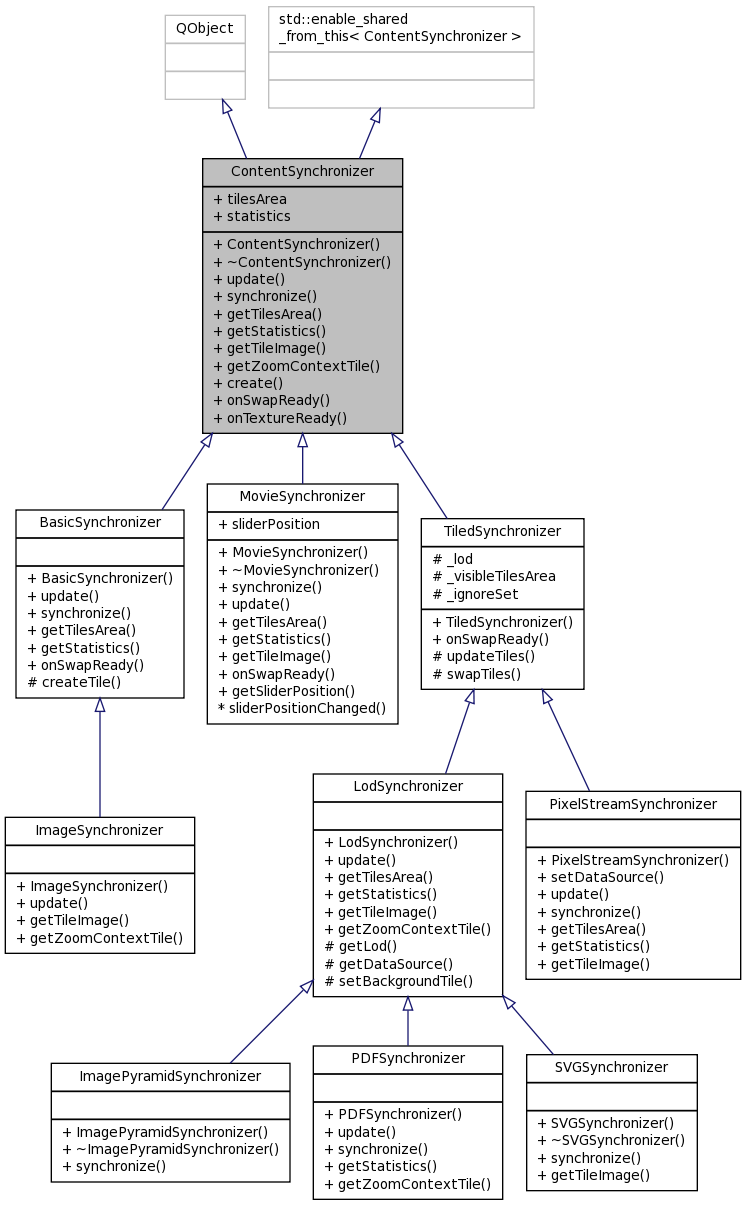 QObject
std::enable_shared
_from_this< ContentSynchronizer >
ContentSynchronizer
+ tilesArea
+ statistics
+ ContentSynchronizer()
+ ~ContentSynchronizer()
+ update()
+ synchronize()
+ getTilesArea()
+ getStatistics()
+ getTileImage()
+ getZoomContextTile()
+ create()
+ onSwapReady()
+ onTextureReady()
BasicSynchronizer
+ BasicSynchronizer()
+ update()
+ synchronize()
+ getTilesArea()
+ getStatistics()
+ onSwapReady()
# createTile()
MovieSynchronizer
+ sliderPosition
+ MovieSynchronizer()
+ ~MovieSynchronizer()
+ synchronize()
+ update()
+ getTilesArea()
+ getStatistics()
+ getTileImage()
+ onSwapReady()
+ getSliderPosition()
* sliderPositionChanged()
TiledSynchronizer
# _lod
# _visibleTilesArea
# _ignoreSet
+ TiledSynchronizer()
+ onSwapReady()
# updateTiles()
# swapTiles()
ImageSynchronizer
+ ImageSynchronizer()
+ update()
+ getTileImage()
+ getZoomContextTile()
LodSynchronizer
+ LodSynchronizer()
+ update()
+ getTilesArea()
+ getStatistics()
+ getTileImage()
+ getZoomContextTile()
# getLod()
# getDataSource()
# setBackgroundTile()
PixelStreamSynchronizer
+ PixelStreamSynchronizer()
+ setDataSource()
+ update()
+ synchronize()
+ getTilesArea()
+ getStatistics()
+ getTileImage()
ImagePyramidSynchronizer
+ ImagePyramidSynchronizer()
+ ~ImagePyramidSynchronizer()
+ synchronize()
PDFSynchronizer
+ PDFSynchronizer()
+ update()
+ synchronize()
+ getStatistics()
+ getZoomContextTile()
SVGSynchronizer
+ SVGSynchronizer()
+ ~SVGSynchronizer()
+ synchronize()
+ getTileImage()